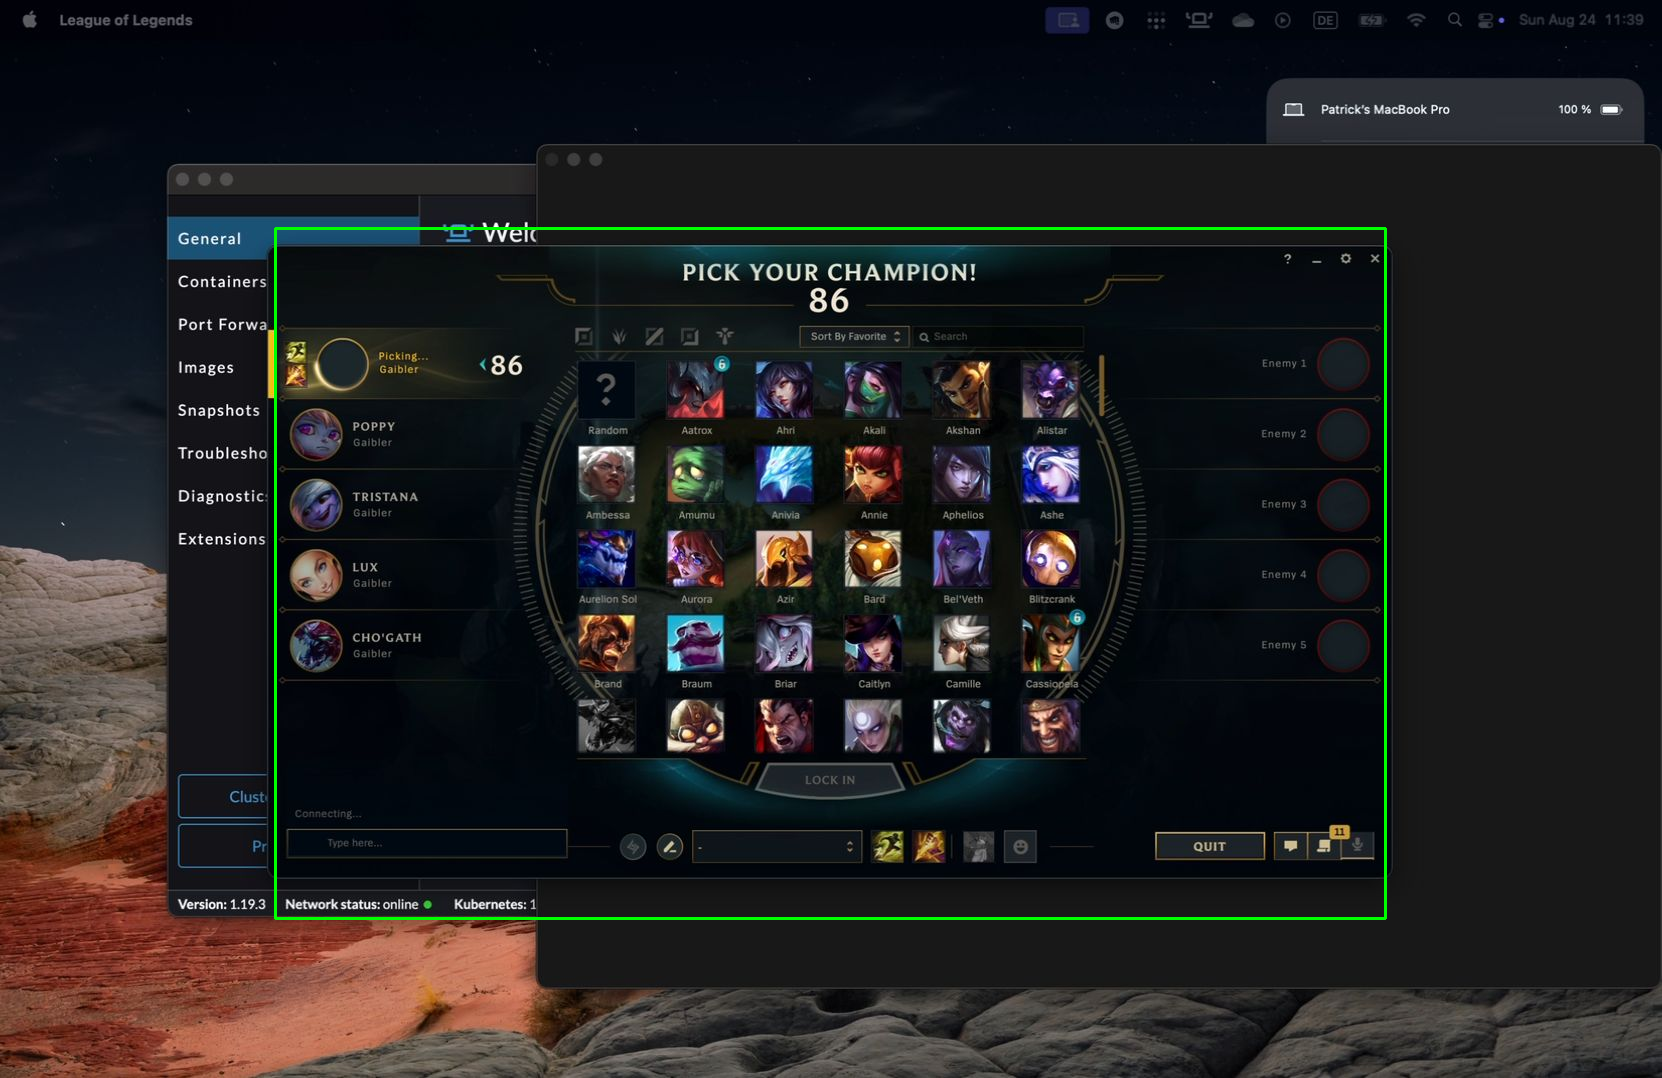 League of Legends
DE
Sun Aug 24 11:39
Patrick's MacBook Pro
100 %
General
Containers
Port Forwa
Images
Snapshots
Troublesho
Diagnostics
Extensions
Cluste
Pr
Version: 1.19.3
Network status: online
Kubernetes: 1
Welc
PICK YOUR CHAMPION!
86
?
Picking...
Gaibler
86
POPPY
Gaibler
TRISTANA
Gaibler
LUX
Gaibler
CHO'GATH
Gaibler
Sort By Favorite
Search
?
6
Random
Aatrox
Ahri
Akali
Akshan
Alistar
Ambessa
Amumu
Anivia
Annie
Aphelios
Ashe
Aurelion Sol
Aurora
Azir
Bard
Bel'Veth
Blitzcrank
6
Brand
Braum
Briar
Caitlyn
Camille
Cassiopeia
LOCK IN
Enemy 1
Enemy 2
Enemy 3
Enemy 4
Enemy 5
Connecting...
Type here...
-
QUIT
11